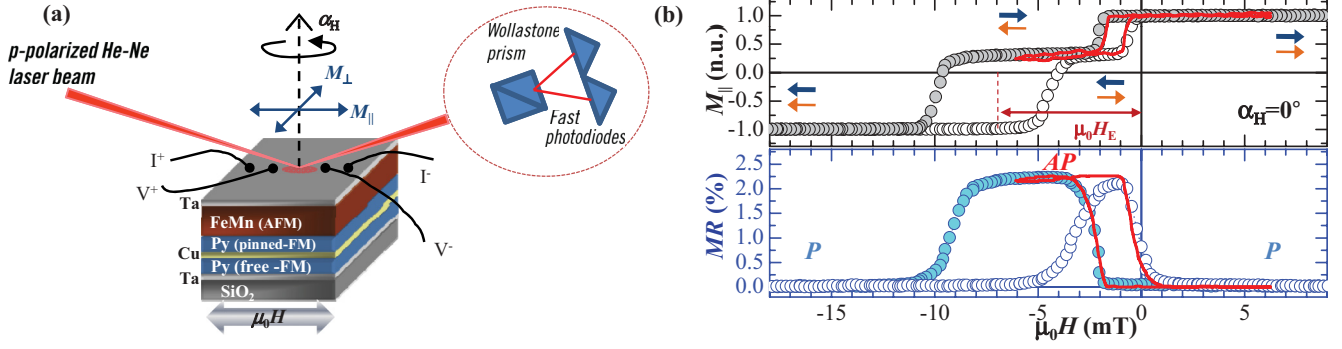 (a)
α_H
p-polarized He-Ne
laser beam
M⊥
M∥
Wollastone
prism
Fast
photodiodes
I⁺
V⁺
I⁻
V⁻
Ta
FeMn (AFM)
Py (pinned-FM)
Cu
Py (free -FM)
Ta
SiO₂
μ₀H
(b)
M∥ (n.u.)
1.0
0.5
0.0
-0.5
-1.0
μ₀H_E
α_H=0°
MR (%)
2.5
2.0
1.5
1.0
0.5
0.0
AP
P
P
-15
-10
-5
0
5
μ₀H (mT)